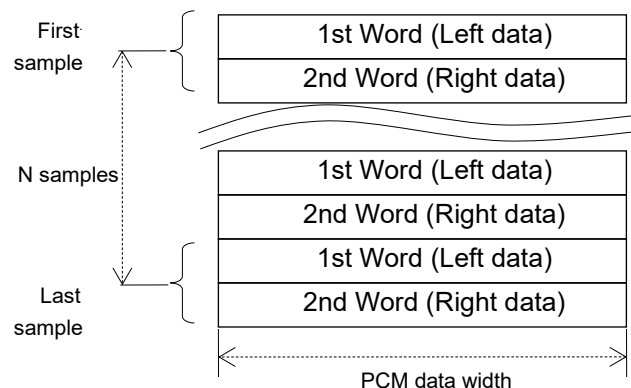 First
sample
1st Word (Left data)
2nd Word (Right data)
N samples
1st Word (Left data)
2nd Word (Right data)
1st Word (Left data)
2nd Word (Right data)
Last
sample
PCM data width